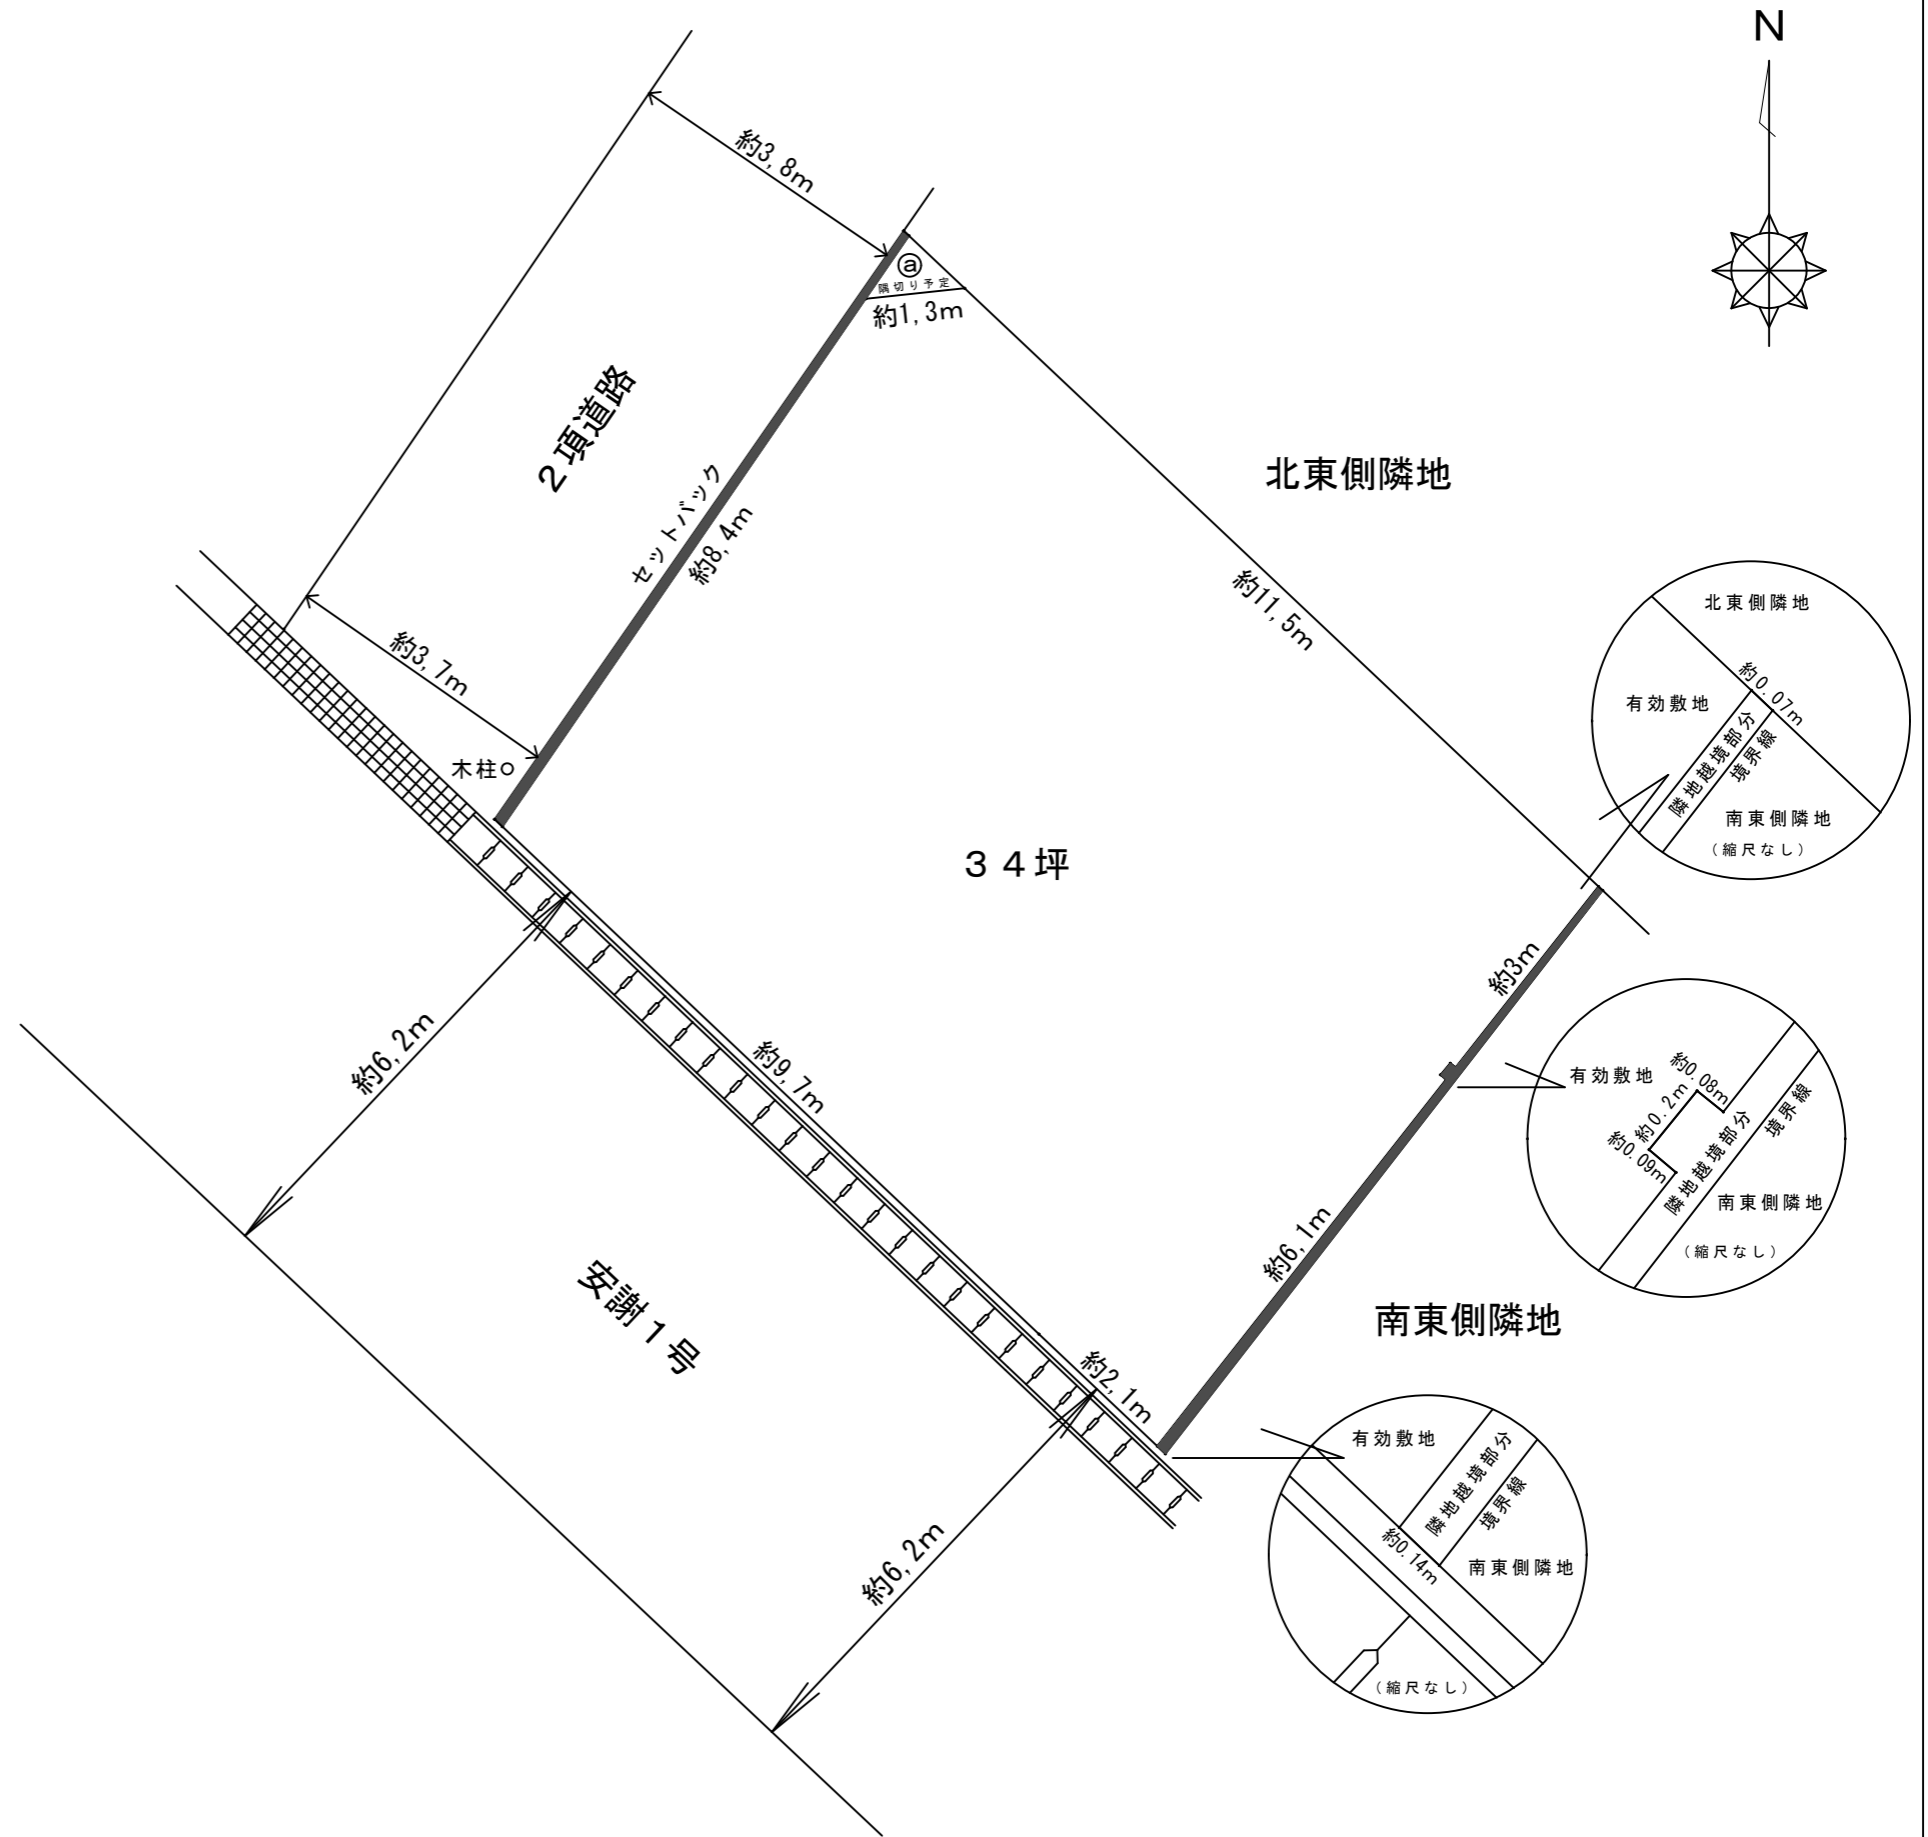 N
約3,8m
ⓐ
隅切り予定
約1,3m
2項道路
セットバック
約8,4m
北東側隣地
約11,5m
約3,7m
木柱
34坪
北東側隣地
約0.07m
有効敷地
隣地越境部分
境界線
南東側隣地
(縮尺なし)
約3m
有効敷地
約0.08m
約0.2m
約0.09m
隣地越境部分
境界線
南東側隣地
(縮尺なし)
約6,2m
約9,7m
約6,1m
安謝1号
南東側隣地
約2,1m
有効敷地
隣地越境部分
境界線
約0.14m
南東側隣地
(縮尺なし)
約6,2m